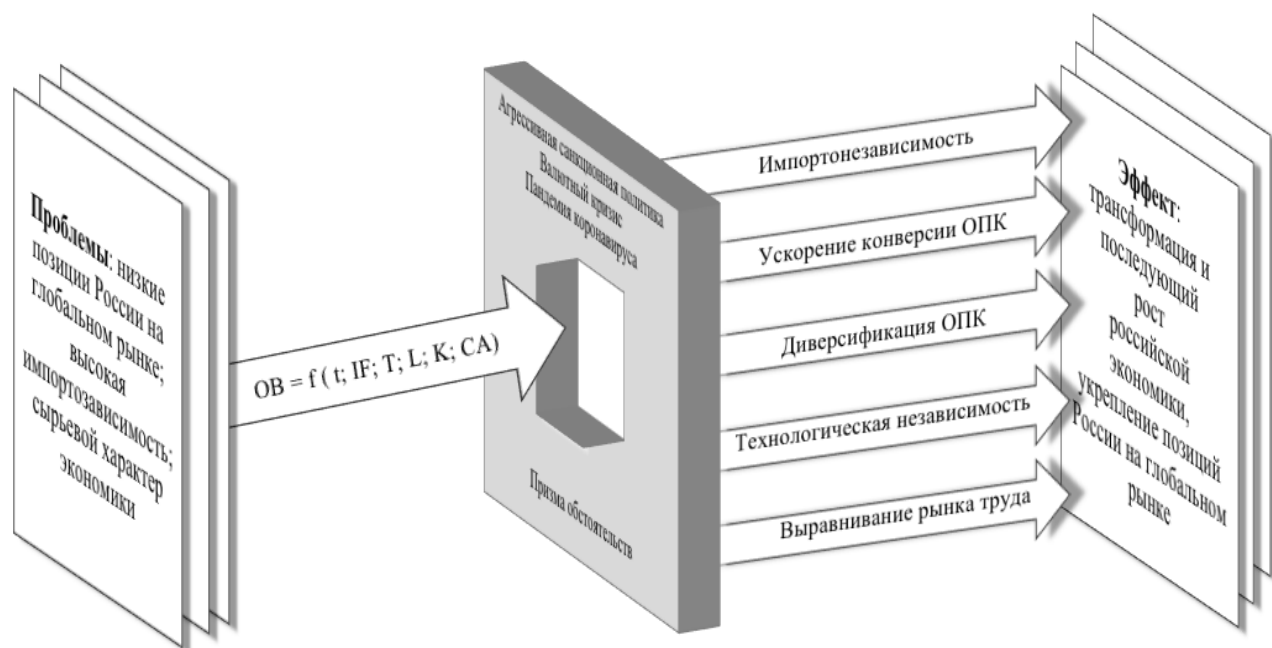 Проблемы: низкие
позиции России на
глобальном рынке;
высокая
импортозависимость;
сырьевой характер
экономики
OB = f ( t; IF; T; L; K; CA)
Агрессивная санкционная политика
Валютный кризис
Пандемия коронавируса
Призма обстоятельств
Импортонезависимость
Ускорение конверсии ОПК
Диверсификация ОПК
Технологическая независимость
Выравнивание рынка труда
Эффект:
трансформация и
последующий
рост
российской
экономики,
укрепление позиций
России на глобальном
рынке